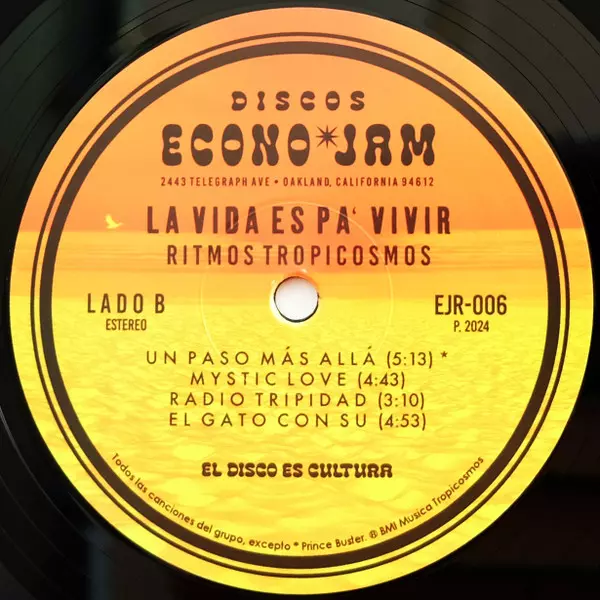 DISCOS
ECONO*JAM
2443 TELEGRAPH AVE • OAKLAND, CALIFORNIA 94612
LA VIDA ES PA' VIVIR
RITMOS TROPICOSMOS
LADO B
ESTEREO
EJR-006
P. 2024
UN PASO MÁS ALLÁ (5:13) *
MYSTIC LOVE (4:43)
RADIO TRIPIDAD (3:10)
EL GATO CON SU (4:53)
EL DISCO ES CULTURA
Todos las canciones del grupo, excepto * Prince Buster. ℗ BMI Musica Tropicosmos